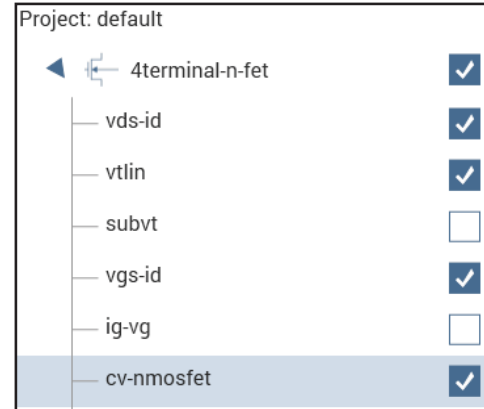 Project: default
4terminal-n-fet
vds-id
vtlin
subvt
vgs-id
ig-vg
cv-nmosfet